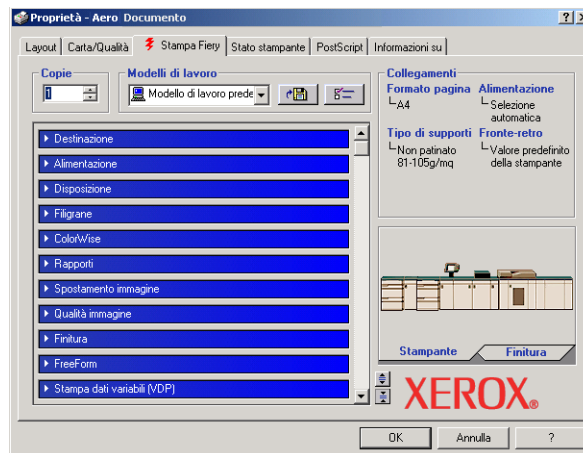 Proprietà - Aero Documento
Layout Carta/Qualità Stampa Fiery Stato stampante PostScript Informazioni su
Copie
1
Modelli di lavoro
Modello di lavoro prede
Destinazione
Alimentazione
Disposizione
Filigrane
ColorWise
Rapporti
Spostamento immagine
Qualità immagine
Finitura
FreeForm
Stampa dati variabili (VDP)
Collegamenti
Formato pagina
A4
Alimentazione
Selezione
automatica
Tipo di supporti
Non patinato
81-105g/mq
Fronte-retro
Valore predefinito
della stampante
Stampante Finitura
XEROX®
OK Annulla ?